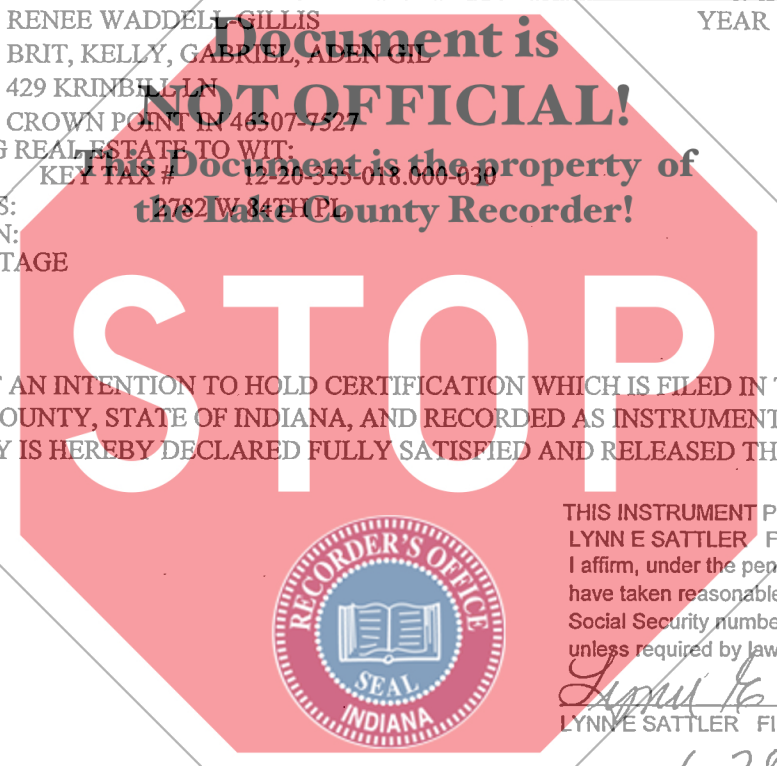 RENEE WADDELL-GILLIS
YEAR
BRIT, KELLY, GABRIEL, ADEN GIL
429 KRINBILL LN
CROWN POINT IN 46307-7527
G REAL ESTATE TO WIT:
KEY TAX # 12-20-355-018.000-030
S: 2782 W 84TH PL
N:
TAGE
Document is
NOT OFFICIAL!
This Document is the property of
the Lake County Recorder!
STOP
AN INTENTION TO HOLD CERTIFICATION WHICH IS FILED IN
OUNTY, STATE OF INDIANA, AND RECORDED AS INSTRUMENT
Y IS HEREBY DECLARED FULLY SATISFIED AND RELEASED TH
THIS INSTRUMENT P
LYNN E SATTLER F
I affirm, under the pen
have taken reasonable
Social Security numbe
unless required by law
Lynn E
LYNN E SATTLER FI
RECORDER'S OFFICE
SEAL
INDIANA